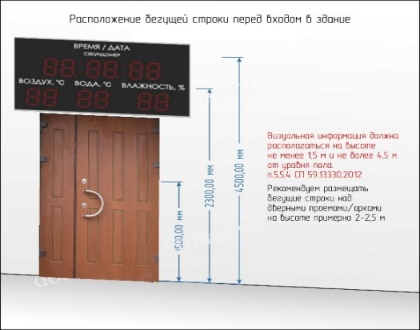 Расположение бегущей строки перед входом в здание
ВРЕМЯ / ДАТА
СЕКУНДОМЕР
88:88:88
ВОЗДУХ, °С ВОДА, °С ВЛАЖНОСТЬ, %
88 88 88
1500,00 мм
2300,00 мм
4500,00 мм
Визуальная информация должна
располагаться на высоте
не менее 1,5 м и не более 4,5 м
от уровня пола
п.5.5.4 СП 59.13330.2012
Рекомендуем размещать
бегущие строки над
дверными проемами/арками
на высоте примерно 2-2,5 м